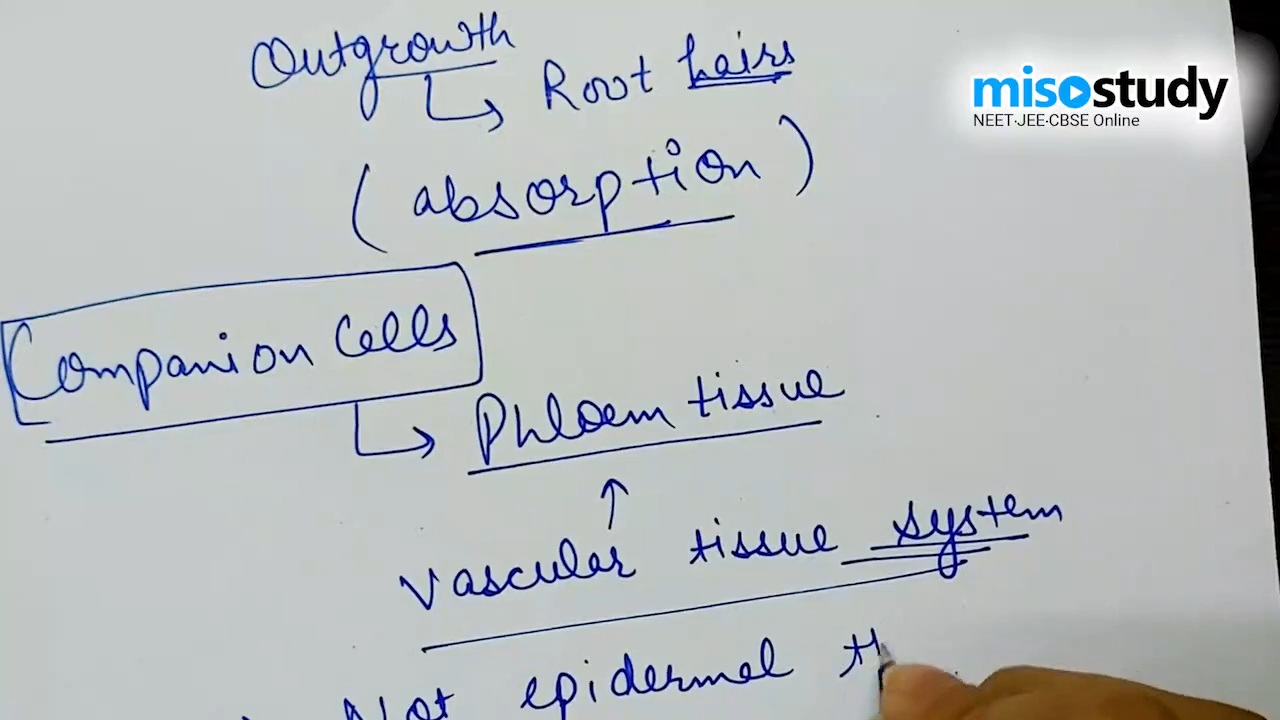 Outgrowth
Root hairs
(absorption)
misostudy
NEET·JEE·CBSE Online
Companion Cells
Phloem tissue
Vascular tissue system
Not epidermal